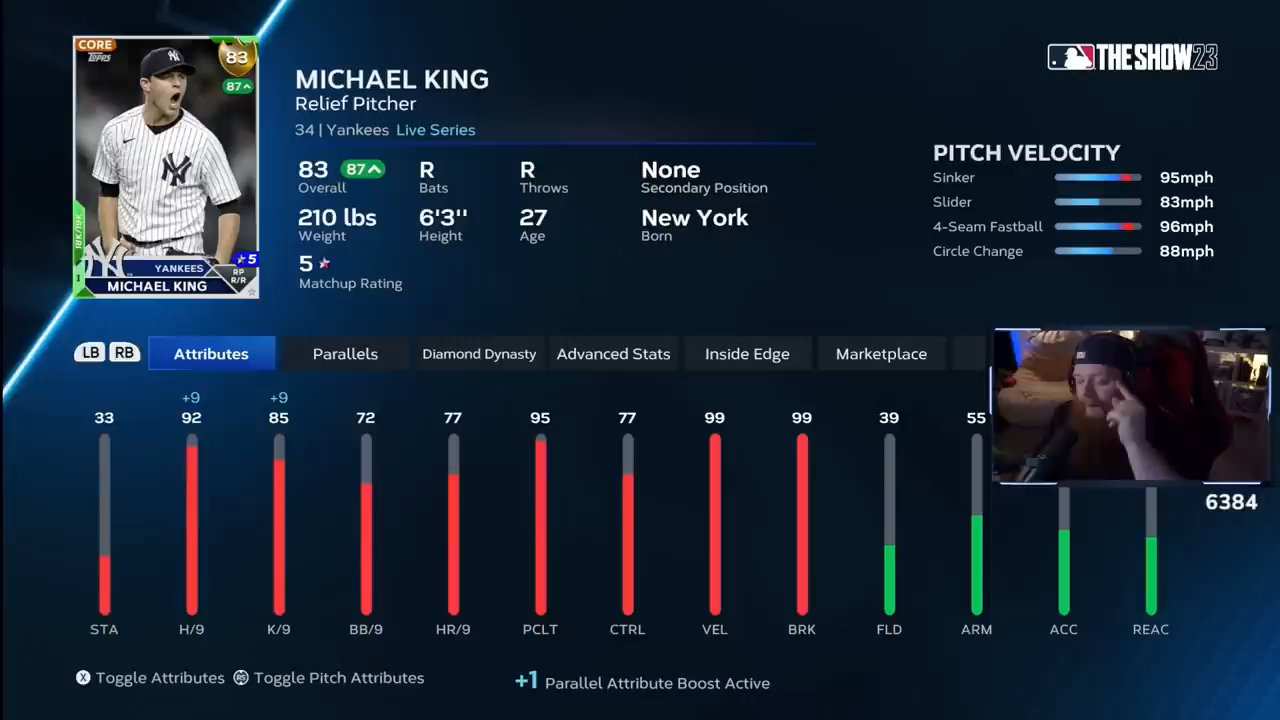 CORE
Topps
83
87
18K/19K
5
YANKEES
RP
R/R
MICHAEL KING
MLB THE SHOW 23
MICHAEL KING
Relief Pitcher
34 | Yankees Live Series
83 87
Overall
R
Bats
R
Throws
None
Secondary Position
210 lbs
Weight
6'3''
Height
27
Age
New York
Born
5
Matchup Rating
PITCH VELOCITY
Sinker 95mph
Slider 83mph
4-Seam Fastball 96mph
Circle Change 88mph
LB RB Attributes Parallels Diamond Dynasty Advanced Stats Inside Edge Marketplace
+9 +9
33 92 85 72 77 95 77 99 99 39 55
6384
STA H/9 K/9 BB/9 HR/9 PCLT CTRL VEL BRK FLD ARM ACC REAC
X Toggle Attributes RS Toggle Pitch Attributes
+1 Parallel Attribute Boost Active